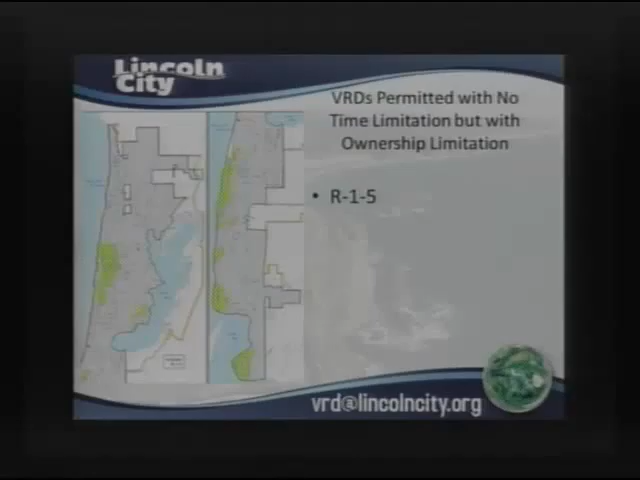 Lincoln
City
VRDs Permitted with No
Time Limitation but with
Ownership Limitation
• R-1-5
vrd@lincolncity.org